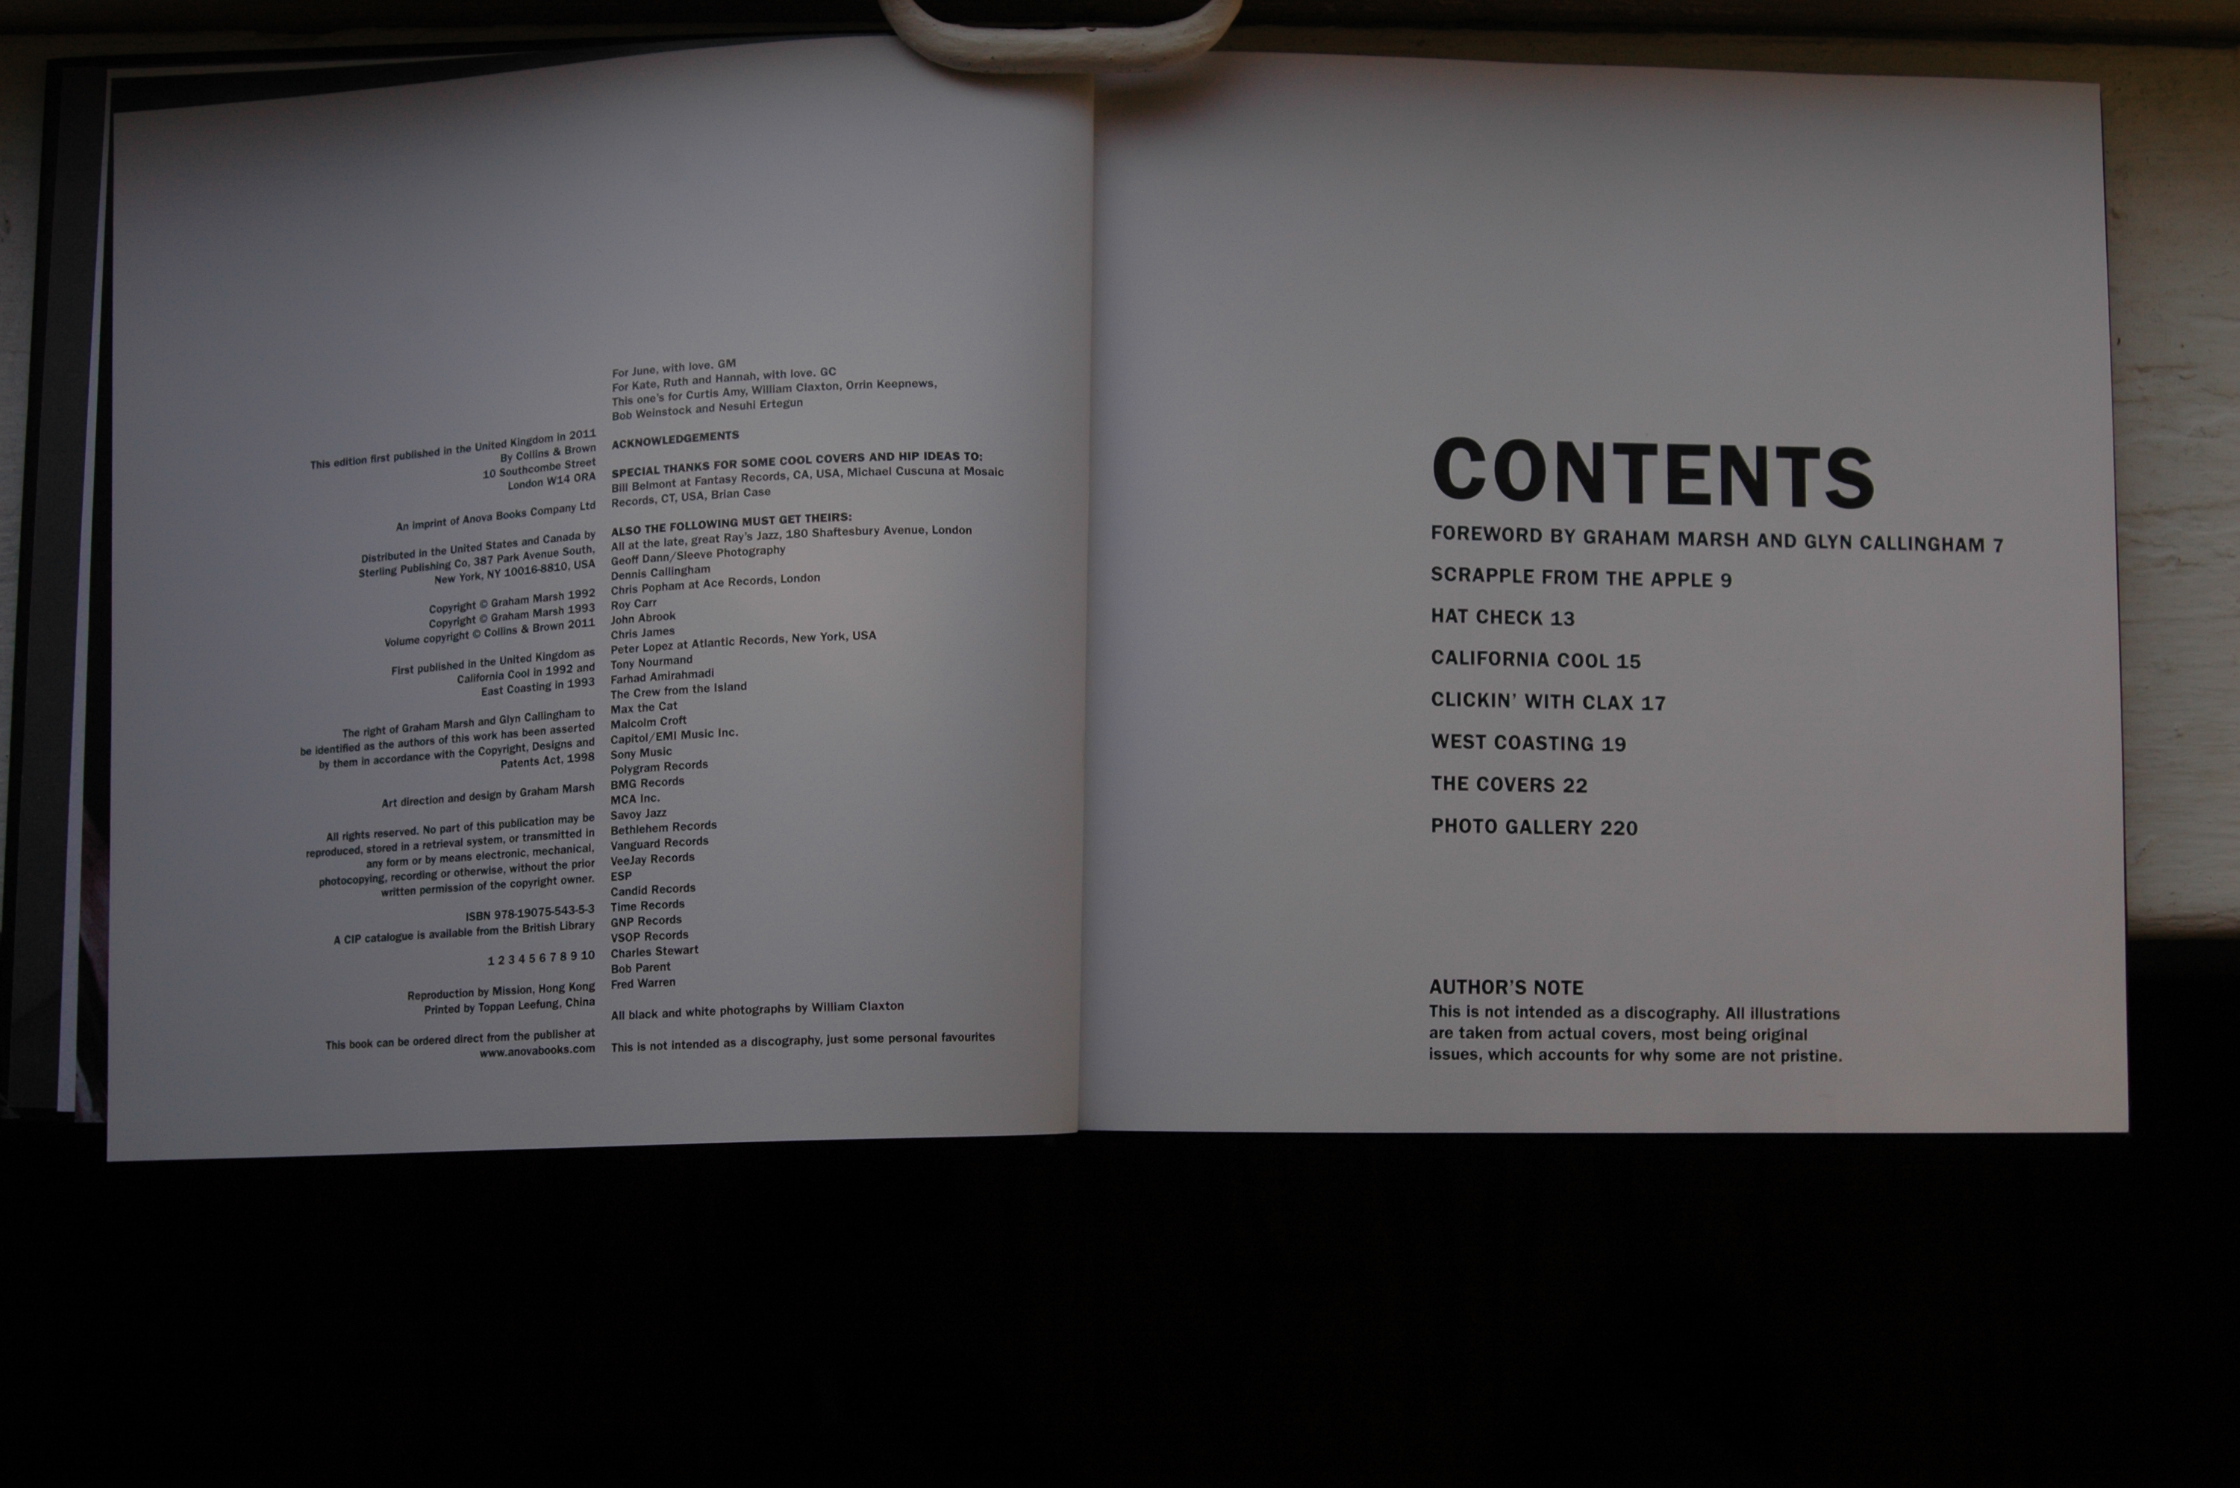 This edition first published in the United Kingdom in 2011
By Collins & Brown
10 Southcombe Street
London W14 0RA
An imprint of Anova Books Company Ltd
Distributed in the United States and Canada by
Sterling Publishing Co, 387 Park Avenue South,
New York, NY 10016-8810, USA
Copyright © Graham Marsh 1992
Copyright © Graham Marsh 1993
Volume copyright © Collins & Brown 2011
First published in the United Kingdom as
California Cool in 1992 and
East Coasting in 1993
The right of Graham Marsh and Glyn Callingham to
be identified as the authors of this work has been asserted
by them in accordance with the Copyright, Designs and
Patents Act, 1998
Art direction and design by Graham Marsh
All rights reserved. No part of this publication may be
reproduced, stored in a retrieval system, or transmitted in
any form or by means electronic, mechanical,
photocopying, recording or otherwise, without the prior
written permission of the copyright owner.
ISBN 978-19075-543-5-3
A CIP catalogue is available from the British Library
1 2 3 4 5 6 7 8 9 10
Reproduction by Mission, Hong Kong
Printed by Toppan Leefung, China
This book can be ordered direct from the publisher at
www.anovabooks.com
For June, with love. GM
For Kate, Ruth and Hannah, with love. GC
This one's for Curtis Amy, William Claxton, Orrin Keepnews,
Bob Weinstock and Nesuhi Ertegun
ACKNOWLEDGEMENTS
SPECIAL THANKS FOR SOME COOL COVERS AND HIP IDEAS TO:
Bill Belmont at Fantasy Records, CA, USA, Michael Cuscuna at Mosaic
Records, CT, USA, Brian Case
ALSO THE FOLLOWING MUST GET THEIRS:
All at the late, great Ray's Jazz, 180 Shaftesbury Avenue, London
Geoff Dann/Sleeve Photography
Dennis Callingham
Chris Popham at Ace Records, London
Roy Carr
John Abrook
Chris James
Peter Lopez at Atlantic Records, New York, USA
Tony Nourmand
Farhad Amirahmadi
The Crew from the Island
Max the Cat
Malcolm Croft
Capitol/EMI Music Inc.
Sony Music
Polygram Records
BMG Records
MCA Inc.
Savoy Jazz
Bethlehem Records
Vanguard Records
VeeJay Records
ESP
Candid Records
Time Records
GNP Records
VSOP Records
Charles Stewart
Bob Parent
Fred Warren
All black and white photographs by William Claxton
This is not intended as a discography, just some personal favourites
CONTENTS
FOREWORD BY GRAHAM MARSH AND GLYN CALLINGHAM 7
SCRAPPLE FROM THE APPLE 9
HAT CHECK 13
CALIFORNIA COOL 15
CLICKIN' WITH CLAX 17
WEST COASTING 19
THE COVERS 22
PHOTO GALLERY 220
AUTHOR'S NOTE
This is not intended as a discography. All illustrations
are taken from actual covers, most being original
issues, which accounts for why some are not pristine.